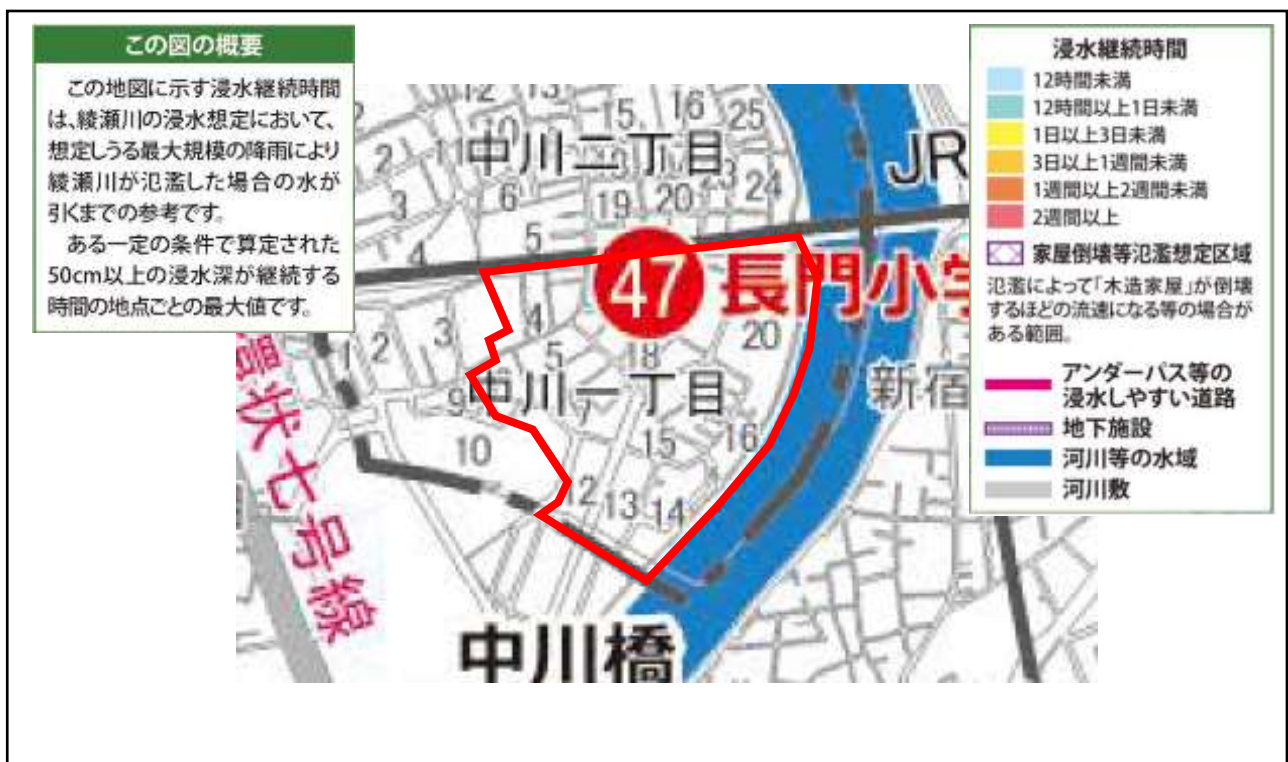 この図の概要
この地図に示す浸水継続時間
は、綾瀬川の浸水想定において、
想定しうる最大規模の降雨により
綾瀬川が氾濫した場合の水が
引くまでの参考です。
ある一定の条件で算定された
50cm以上の浸水深が継続する
時間の地点ごとの最大値です。
浸水継続時間
12時間未満
12時間以上1日未満
1日以上3日未満
3日以上1週間未満
1週間以上2週間未満
2週間以上
家屋倒壊等氾濫想定区域
氾濫によって「木造家屋」が倒壊
するほどの流速になる等の場合が
ある範囲。
アンダーパス等の
浸水しやすい道路
地下施設
河川等の水域
河川敷
12 13 15 16 25
中川二丁目
JR
2 11 10 24
3 6 19 20
4 5
47 長門小学
1 2 3 4 5 18 20
中川一丁目
新宿
9 7 15 16
10
12 13 14
環状七号線
中川橋